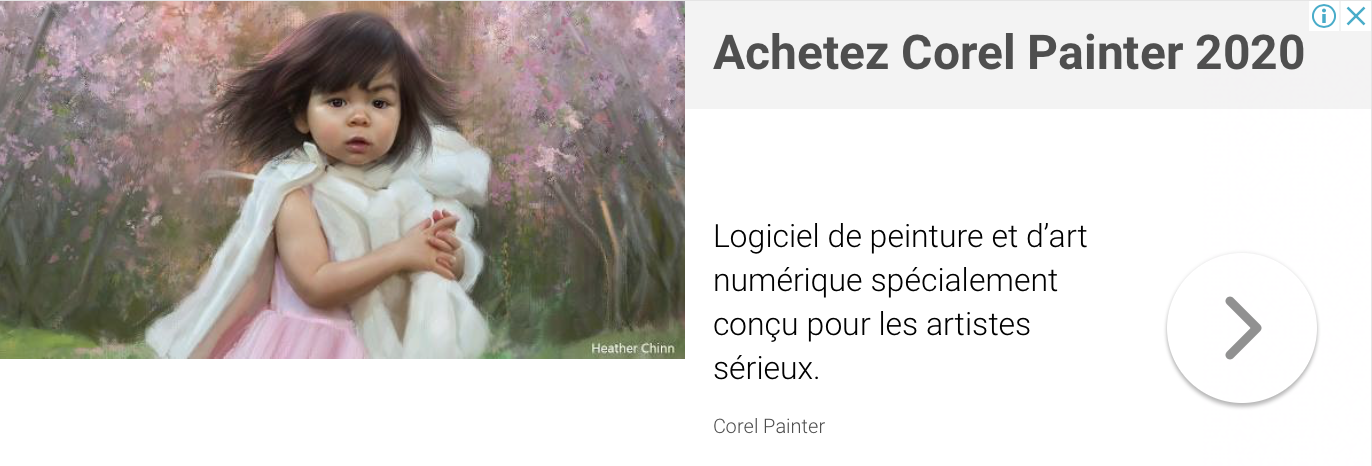 Achetez Corel Painter 2020
Logiciel de peinture et d’art
numérique spécialement
conçu pour les artistes
sérieux.
Corel Painter
Heather Chinn